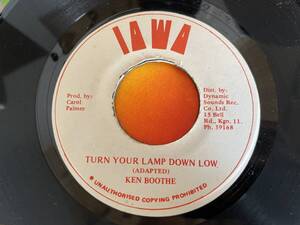 IAWA
Prod. by:
Carol
Palmer
Dist. by:
Dynamic
Sounds Rec.
Co. Ltd.
15 Bell
Rd., Kgn. 11.
Ph. 39168
TURN YOUR LAMP DOWN LOW
(ADAPTED)
KEN BOOTHE
* UNAUTHORISED COPYING PROHIBITED